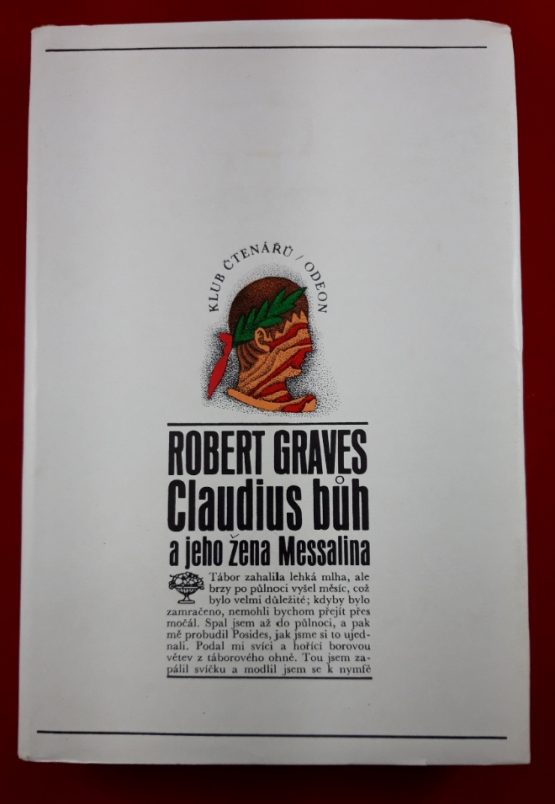 KLUB ČTENÁŘŮ / ODEON
ROBERT GRAVES
Claudius bůh
a jeho žena Messalina
Tábor zahalila lehká mlha, ale
brzy po půlnoci vyšel měsíc, což
bylo velmi důležité; kdyby bylo
zamračeno, nemohli bychom přejít přes
močál. Spal jsem až do půlnoci, a pak
mě probudil Posides, jak jsme si to ujed-
nali. Podal mi svíci a hořící borovou
větev z táborového ohně. Tou jsem za-
pálil svíčku a modlil jsem se k nymfě